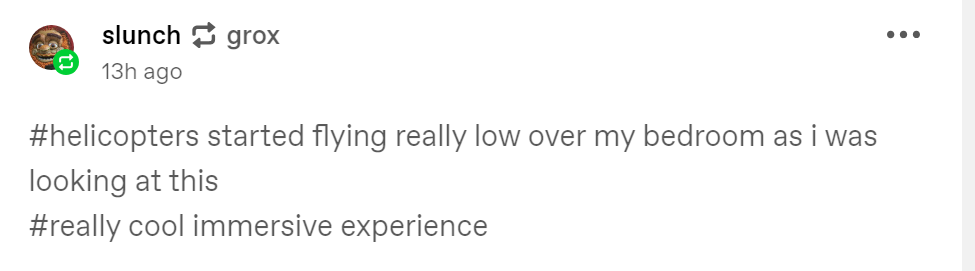 slunch grox
13h ago
#helicopters started flying really low over my bedroom as i was
looking at this
#really cool immersive experience